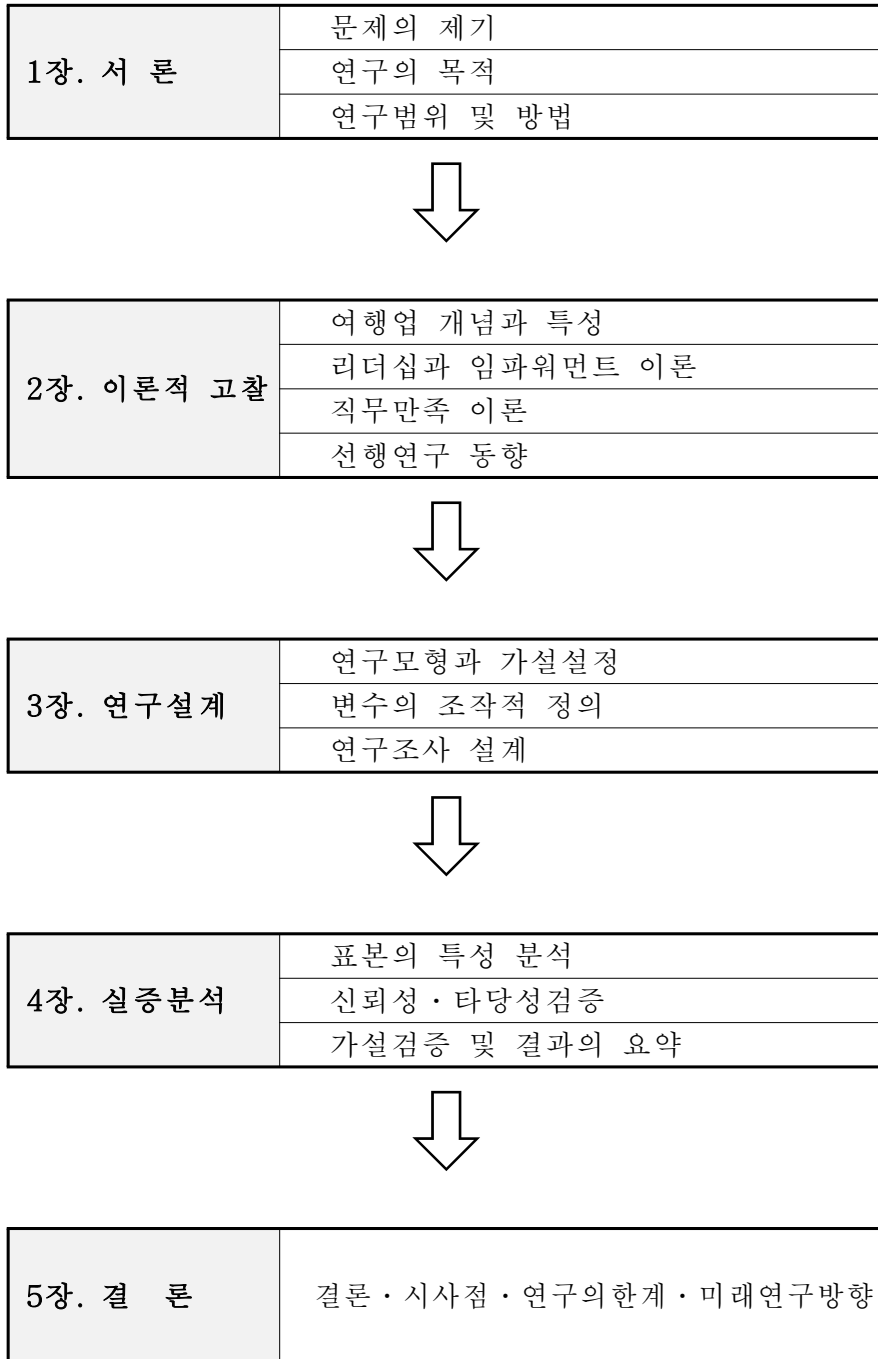 1장. 서 론
문제의 제기
연구의 목적
연구범위 및 방법
2장. 이론적 고찰
여행업 개념과 특성
리더십과 임파워먼트 이론
직무만족 이론
선행연구 동향
3장. 연구설계
연구모형과 가설설정
변수의 조작적 정의
연구조사 설계
4장. 실증분석
표본의 특성 분석
신뢰성·타당성검증
가설검증 및 결과의 요약
5장. 결 론
결론·시사점·연구의한계·미래연구방향